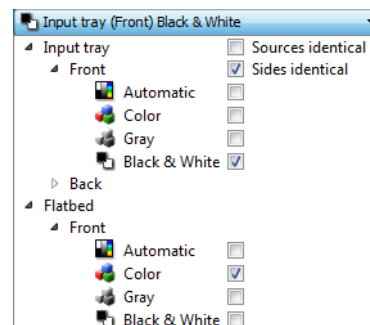 Input tray (Front) Black & White
Input tray Sources identical
Front Sides identical
Automatic
Color
Gray
Black & White
Back
Flatbed
Front
Automatic
Color
Gray
Black & White